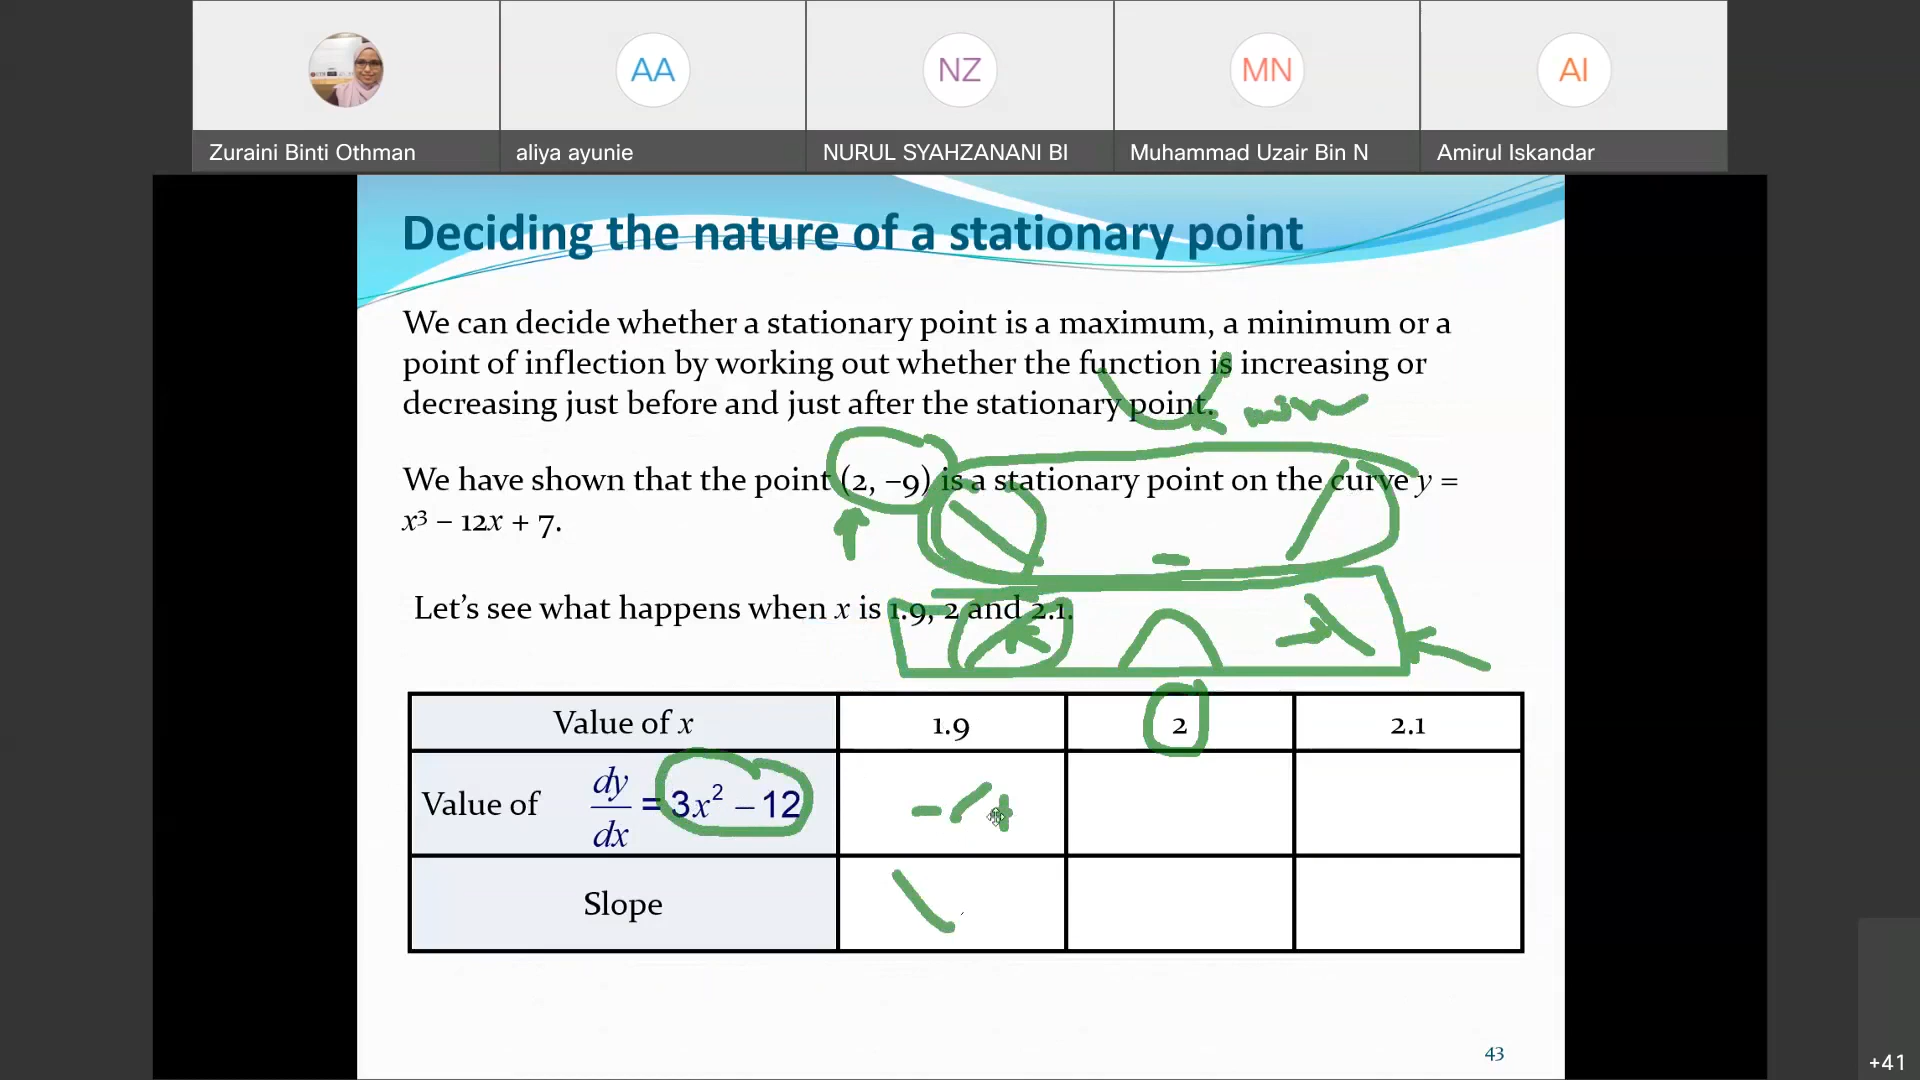 AA
NZ
MN
AI
Zuraini Binti Othman
aliya ayunie
NURUL SYAHZANANI BI
Muhammad Uzair Bin N
Amirul Iskandar
Deciding the nature of a stationary point
We can decide whether a stationary point is a maximum, a minimum or a
point of inflection by working out whether the function is increasing or
decreasing just before and just after the stationary point.
min
We have shown that the point (2, –9) is a stationary point on the curve y =
x³ – 12x + 7.
Let’s see what happens when x is 1.9, 2 and 2.1.
Value of x 1.9 2 2.1
Value of dy/dx = 3x² – 12
Slope
43
+41